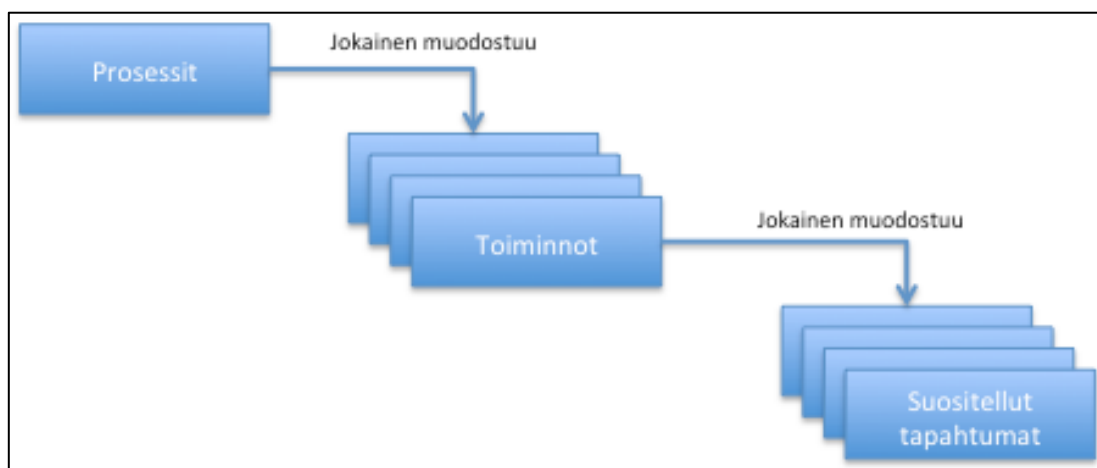 Jokainen muodostuu
Prosessit
Jokainen muodostuu
Toiminnot
Suositellut
tapahtumat